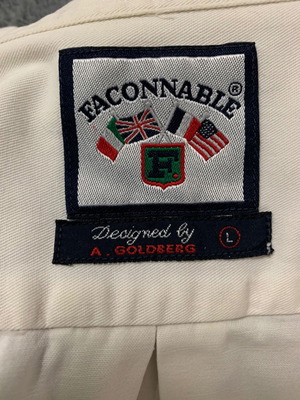 FACONNABLE®
F.
Designed by
A. GOLDBERG
L